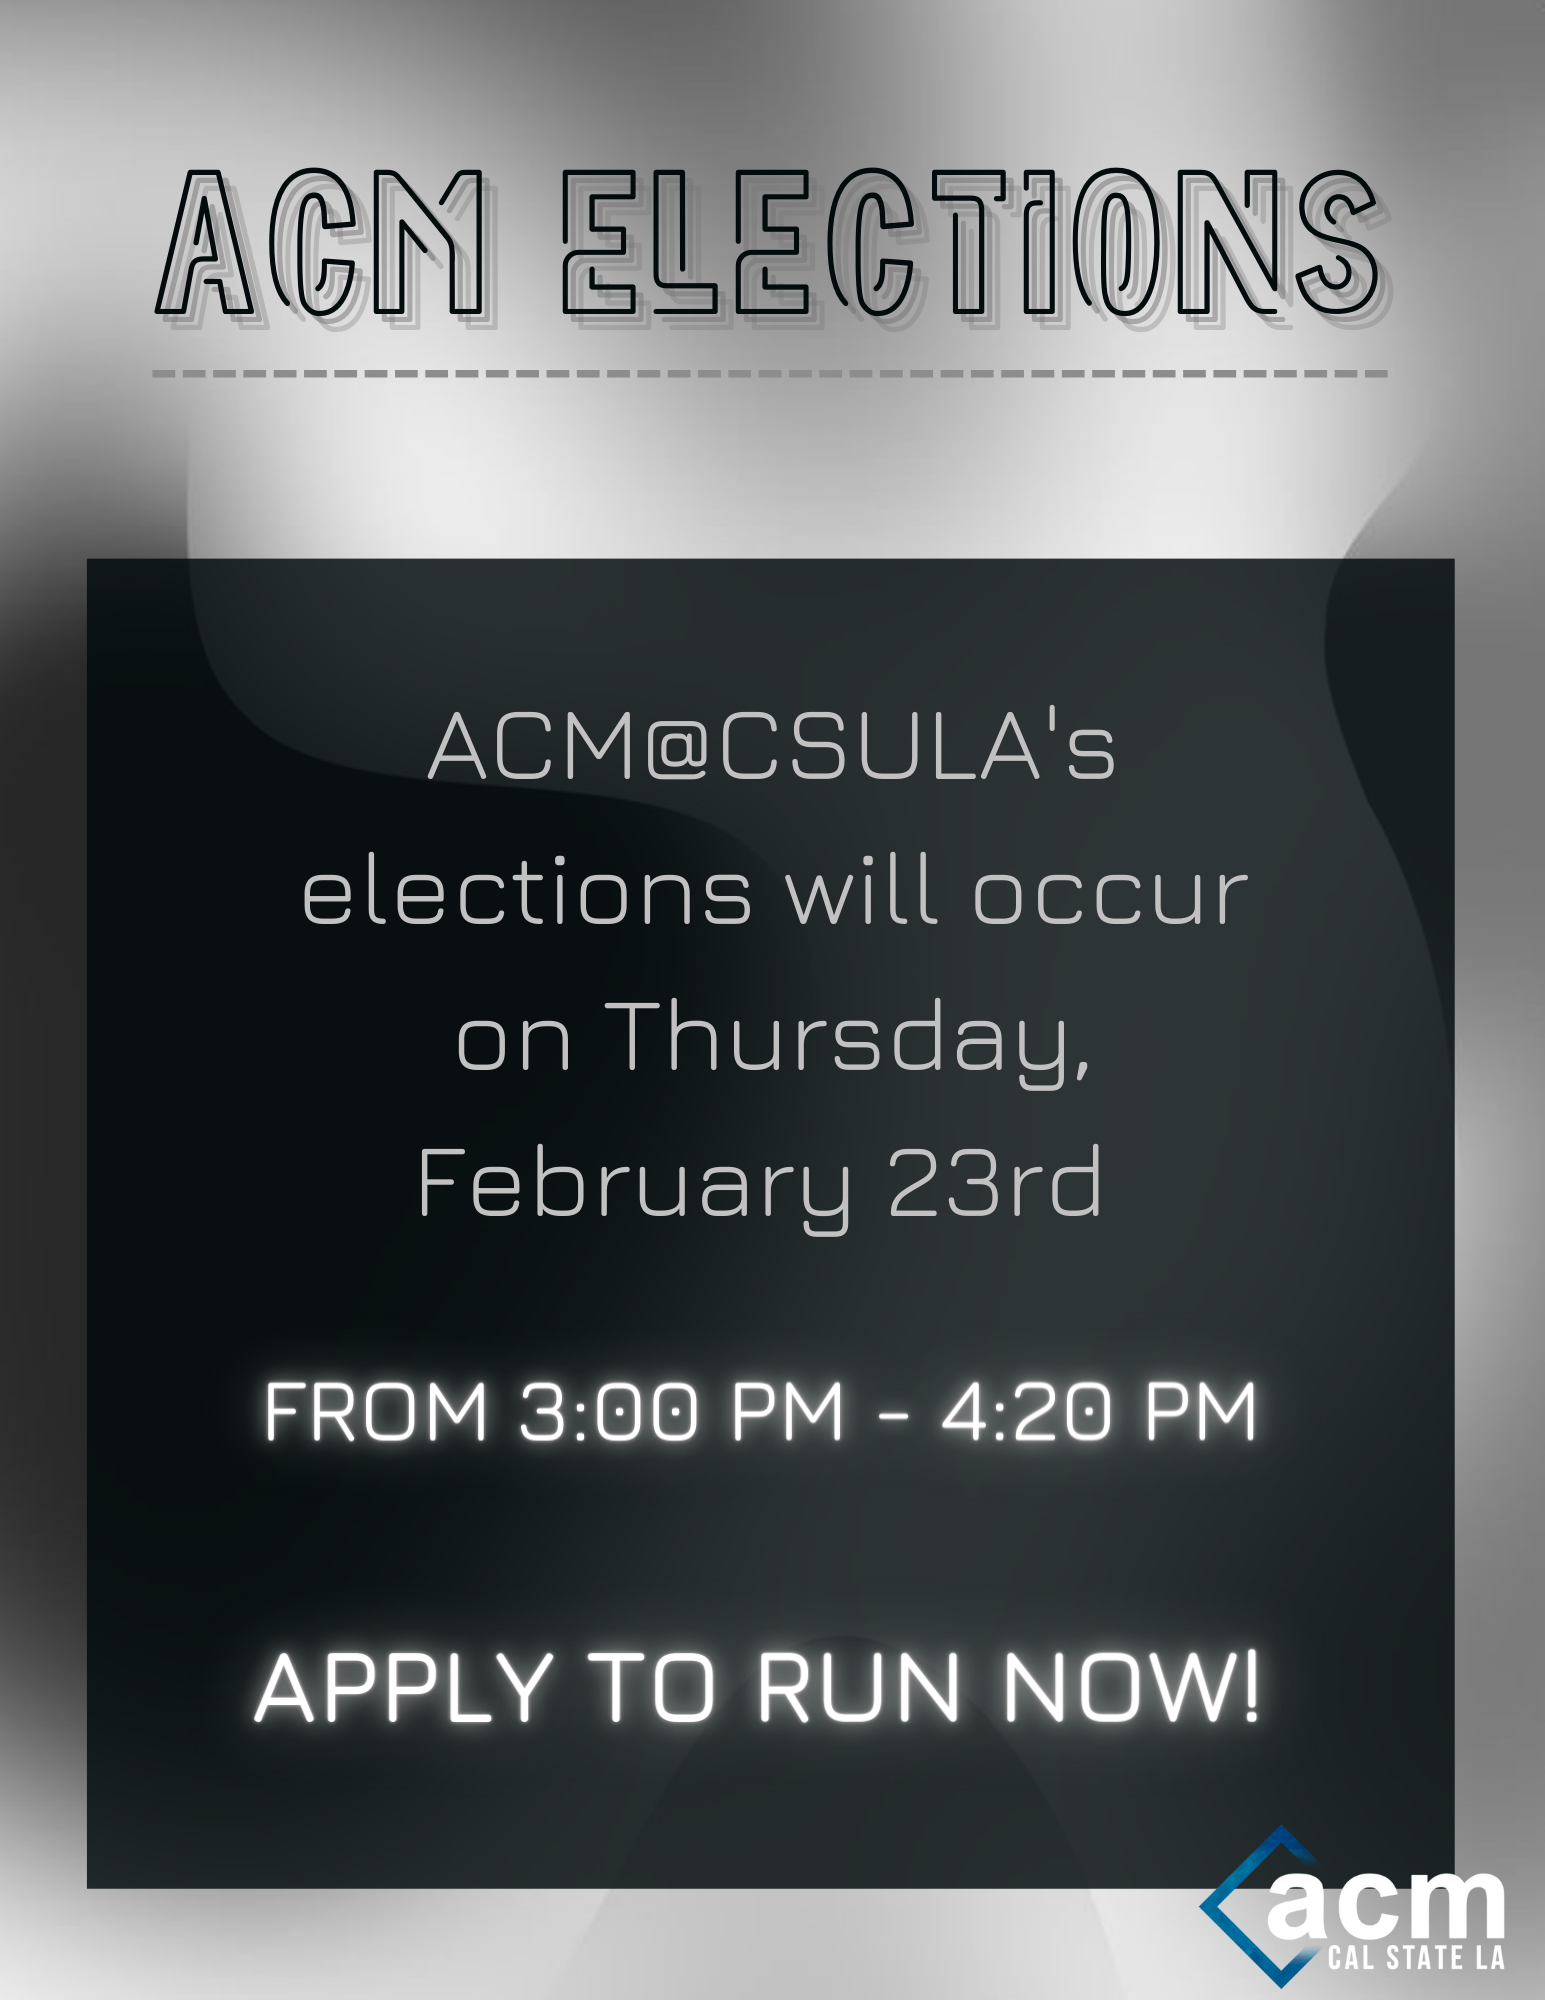 ACM ELECTIONS
ACM@CSULA's
elections will occur
on Thursday,
February 23rd
FROM 3:00 PM - 4:20 PM
APPLY TO RUN NOW!
acm
CAL STATE LA